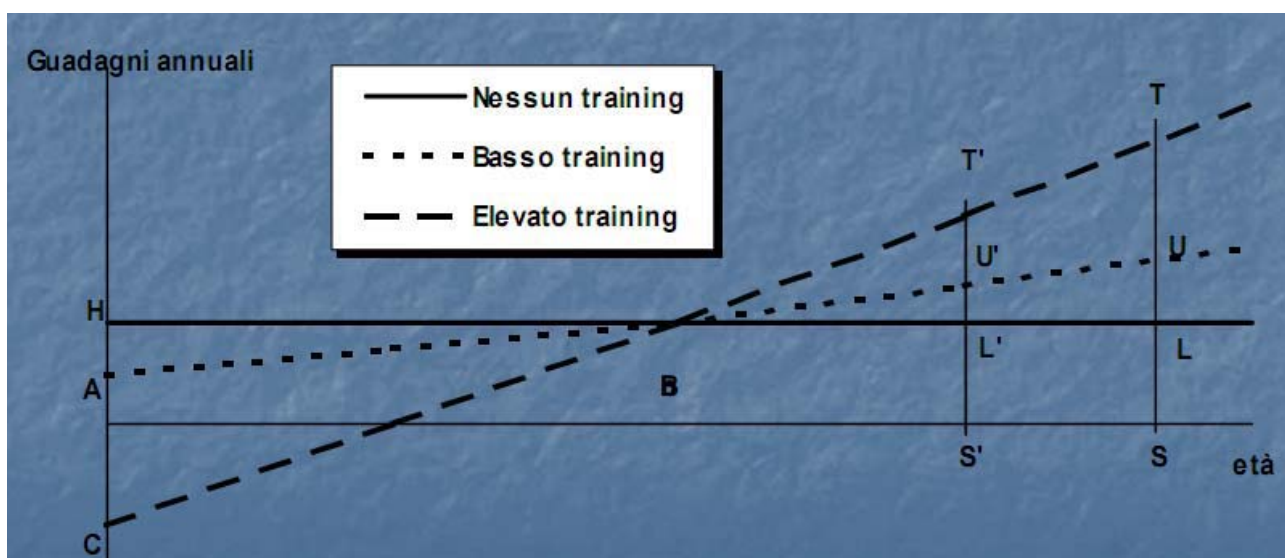 Guadagni annuali
Nessun training
Basso training
Elevato training
T
T'
U'
U
H
L'
L
A
B
S'
S
età
C